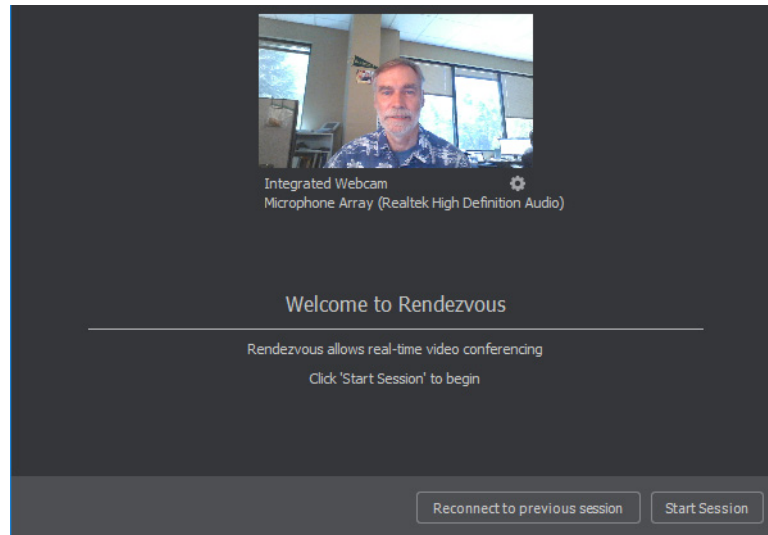 Integrated Webcam
Microphone Array (Realtek High Definition Audio)
Welcome to Rendezvous
Rendezvous allows real-time video conferencing
Click 'Start Session' to begin
Reconnect to previous session
Start Session